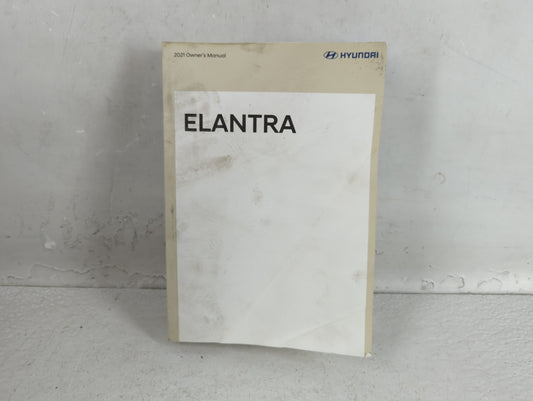 2021 Owner's Manual HYUNDAI
ELANTRA